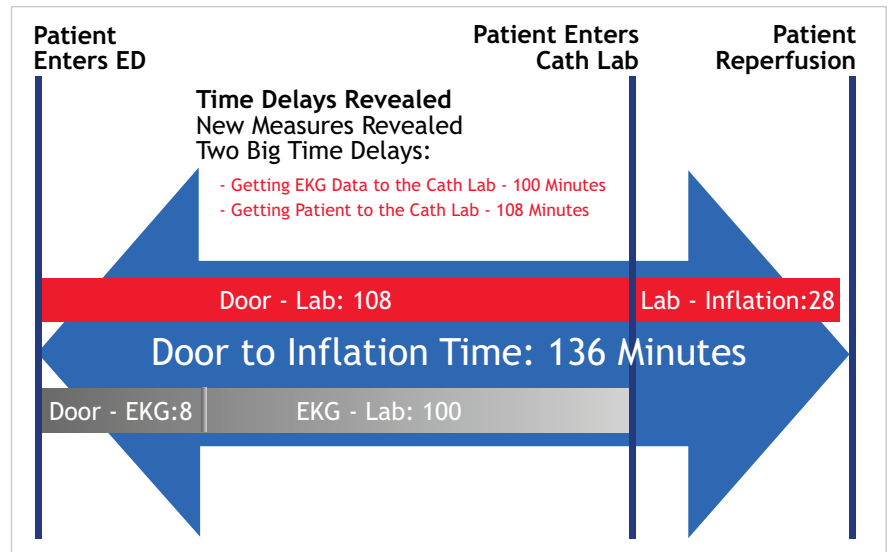 Patient
Enters ED
Patient Enters
Cath Lab
Patient
Reperfusion
Time Delays Revealed
New Measures Revealed
Two Big Time Delays:
- Getting EKG Data to the Cath Lab - 100 Minutes
- Getting Patient to the Cath Lab - 108 Minutes
Door - Lab: 108
Lab - Inflation:28
Door to Inflation Time: 136 Minutes
Door - EKG:8
EKG - Lab: 100